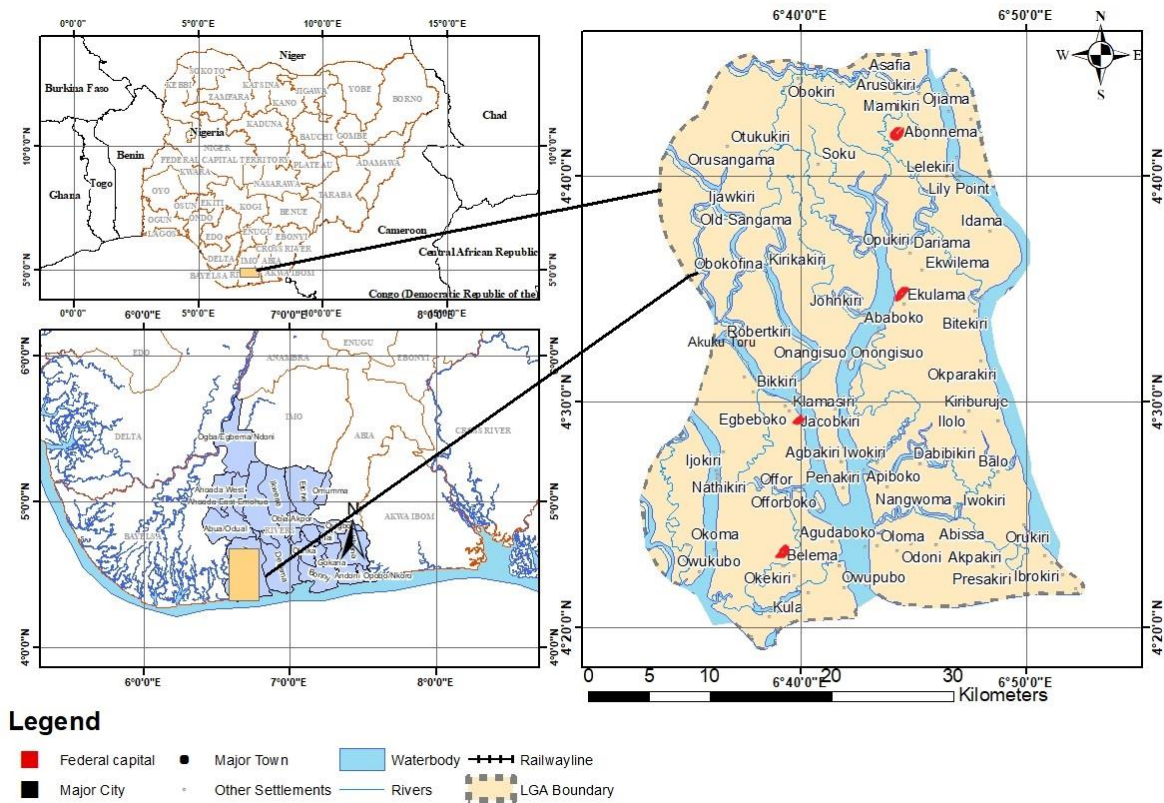 0°0'0"E
5°0'0"E
10°0'0"E
15°0'0"E
Niger
Burkina Faso
Chad
Nigeria
Benin
Ghana
Togo
Cameroon
Central African Republic
Congo (Democratic Republic of the)
SOKOTO
KEBBI
ZAMFARA
KATSINA
KANO
JIGAWA
YOBE
BORNO
KADUNA
BAUCHI
GOMBE
NIGER
FEDERAL CAPITAL TERRITORY
PLATEAU
ADAMAWA
KWARA
NASARAWA
TARABA
OYO
OSUN
EKITI
KOGI
BENUE
OGUN
ONDO
LAGOS
EDO
ENUGU
EBONYI
CROSS RIVER
DELTA
IMO
ABIA
BAYELSA
AKWA IBOM
10°0'0"N
5°0'0"N
10°0'0"N
5°0'0"N
0°0'0"E
5°0'0"E
10°0'0"E
15°0'0"E
6°0'0"E
7°0'0"E
8°0'0"E
6°0'0"N
5°0'0"N
4°0'0"N
6°0'0"N
5°0'0"N
4°0'0"N
EDO
ENUGU
ANAMBRA
EBONYI
IMO
DELTA
ABIA
CROSS RIVER
Ogba/Egbema/Ndoni
Ahoada West
Ahoada East
Emohua
Ikwerre
Etche
Omumma
Abua/Odual
Obia/Akpor
RIVERS
BAYELSA
AKWA IBOM
Degema
Okrika
Tai
Gokana
Bonny
Andoni
Opobo/Nkoro
N
6°0'0"E
7°0'0"E
8°0'0"E
6°40'0"E
6°50'0"E
N
W
E
S
Asafia
Obokiri
Arusukiri
Mamikiri
Ojiama
Otukukiri
Abonnema
Orusangama
Soku
Lelekiri
Lily Point
Ijawkiri
Old-Sangama
Idama
Opukiri
Dariama
Obokofina
Kirikakiri
Ekwilema
Johnkiri
Ekulama
Ababoko
Bitekiri
Robertkiri
Akuku Toru
Onangisuo
Onongisuo
Bikkiri
Okparakiri
Klamasiri
Kiriburuje
Egbeboko
Jacobkiri
Ilolo
Agbakiri
Iwokiri
Dabibikiri
Ijokiri
Balo
Nathikiri
Offor
Penakiri
Apiboko
Offorboko
Nangwoma
Iwokiri
Okoma
Agudaboko
Oloma
Abissa
Orukiri
Owukubo
Belema
Odoni
Akpakiri
Okekiri
Owupubo
Presakiri
Ibrokiri
Kula
4°40'0"N
4°30'0"N
4°20'0"N
4°40'0"N
4°30'0"N
4°20'0"N
6°40'0"E
6°50'0"E
0
5
10
20
30
Kilometers
Legend
Federal capital
Major Town
Waterbody
Railwayline
Major City
Other Settlements
Rivers
LGA Boundary